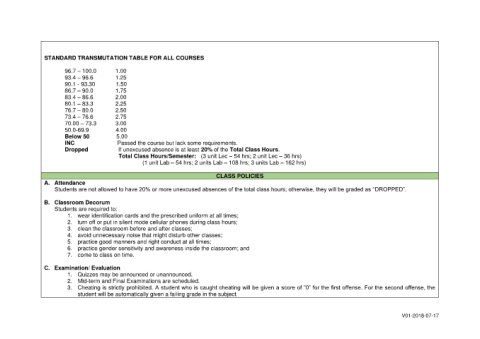 STANDARD TRANSMUTATION TABLE FOR ALL COURSES
96.7 – 100.0 1.00
93.4 – 96.6 1.25
90.1 - 93.30 1.50
86.7 – 90.0 1.75
83.4 – 86.6 2.00
80.1 – 83.3 2.25
76.7 – 80.0 2.50
73.4 – 76.6 2.75
70.00 – 73.3 3.00
50.0-69.9 4.00
Below 50 5.00
INC Passed the course but lack some requirements.
Dropped If unexcused absence is at least 20% of the Total Class Hours.
Total Class Hours/Semester: (3 unit Lec – 54 hrs; 2 unit Lec – 36 hrs)
(1 unit Lab – 54 hrs; 2 units Lab – 108 hrs; 3 units Lab – 162 hrs)
CLASS POLICIES
A. Attendance
Students are not allowed to have 20% or more unexcused absences of the total class hours; otherwise, they will be graded as “DROPPED”.
B. Classroom Decorum
Students are required to:
1. wear identification cards and the prescribed uniform at all times;
2. turn off or put in silent mode cellular phones during class hours;
3. clean the classroom before and after classes;
4. avoid unnecessary noise that might disturb other classes;
5. practice good manners and right conduct at all times;
6. practice gender sensitivity and awareness inside the classroom; and
7. come to class on time.
C. Examination/ Evaluation
1. Quizzes may be announced or unannounced.
2. Mid-term and Final Examinations are scheduled.
3. Cheating is strictly prohibited. A student who is caught cheating will be given a score of “0” for the first offense. For the second offense, the
student will be automatically given a failing grade in the subject.
V01-2018-07-17